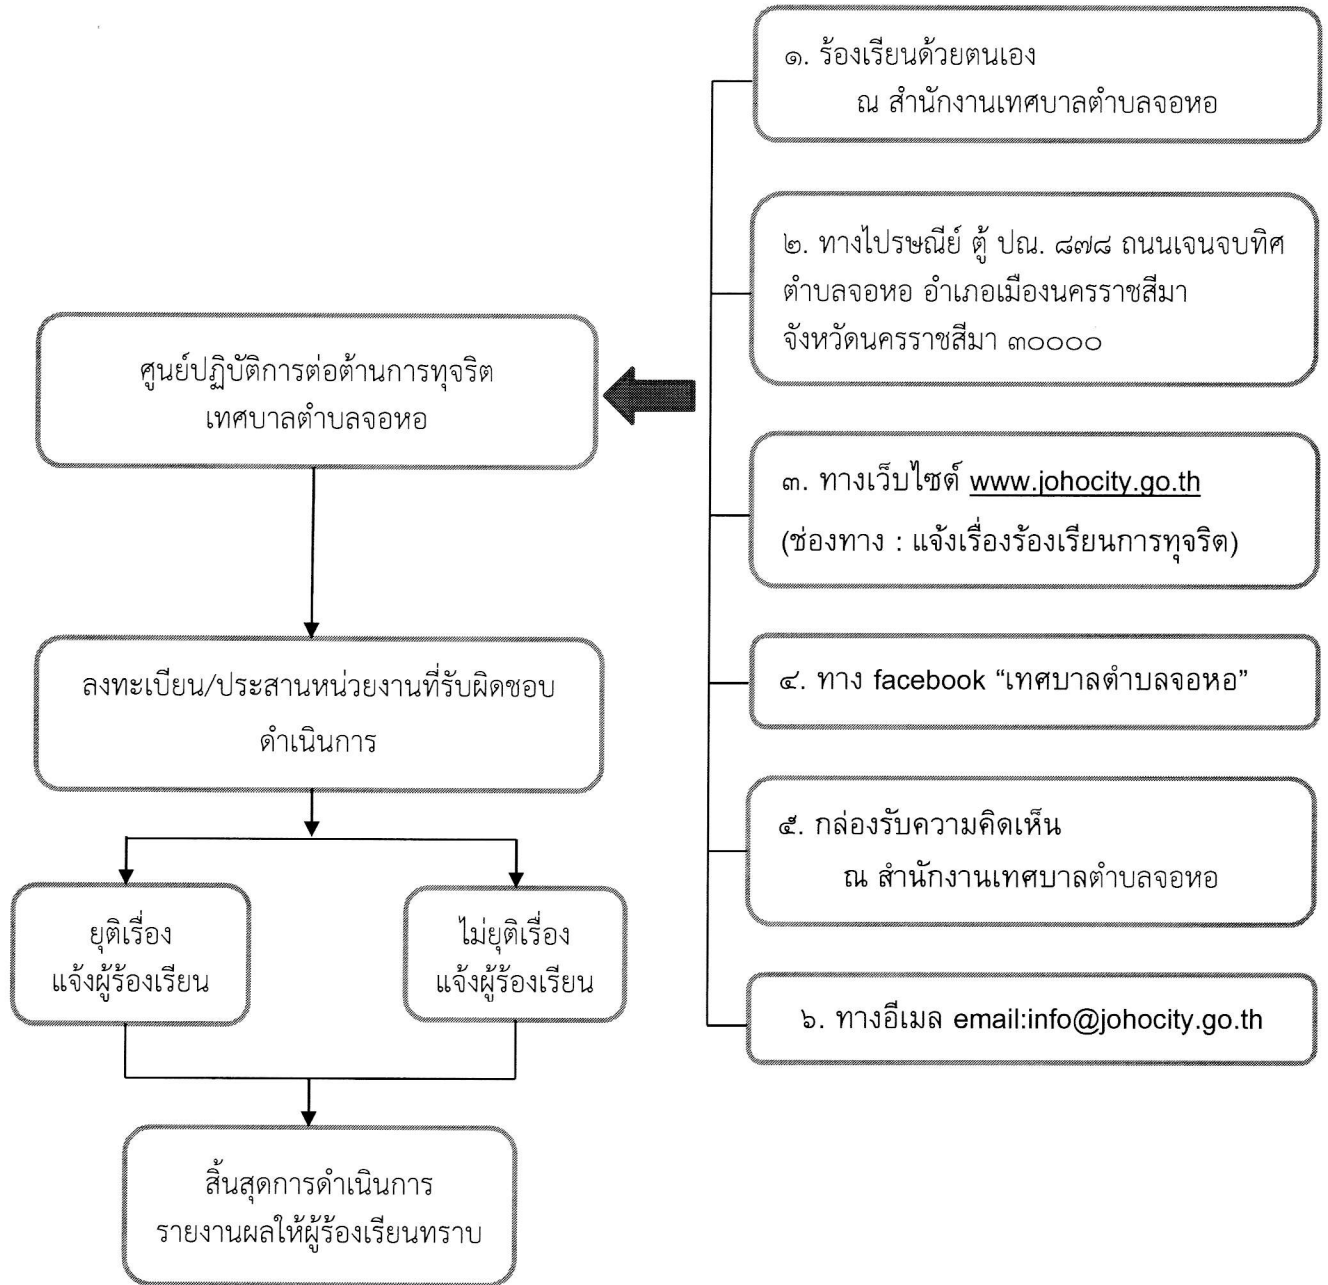 ๑. ร้องเรียนด้วยตนเอง
ณ สำนักงานเทศบาลตำบลจอหอ
๒. ทางไปรษณีย์ ตู้ ปณ. ๘๗๘ ถนนเจนจบทิศ
ตำบลจอหอ อำเภอเมืองนครราชสีมา
จังหวัดนครราชสีมา ๓๐๐๐๐
๓. ทางเว็บไซต์ www.johocity.go.th
(ช่องทาง : แจ้งเรื่องร้องเรียนการทุจริต)
๔. ทาง facebook “เทศบาลตำบลจอหอ”
๕. กล่องรับความคิดเห็น
ณ สำนักงานเทศบาลตำบลจอหอ
๖. ทางอีเมล email:info@johocity.go.th
ศูนย์ปฏิบัติการต่อต้านการทุจริต
เทศบาลตำบลจอหอ
ลงทะเบียน/ประสานหน่วยงานที่รับผิดชอบ
ดำเนินการ
ยุติเรื่อง
แจ้งผู้ร้องเรียน
ไม่ยุติเรื่อง
แจ้งผู้ร้องเรียน
สิ้นสุดการดำเนินการ
รายงานผลให้ผู้ร้องเรียนทราบ